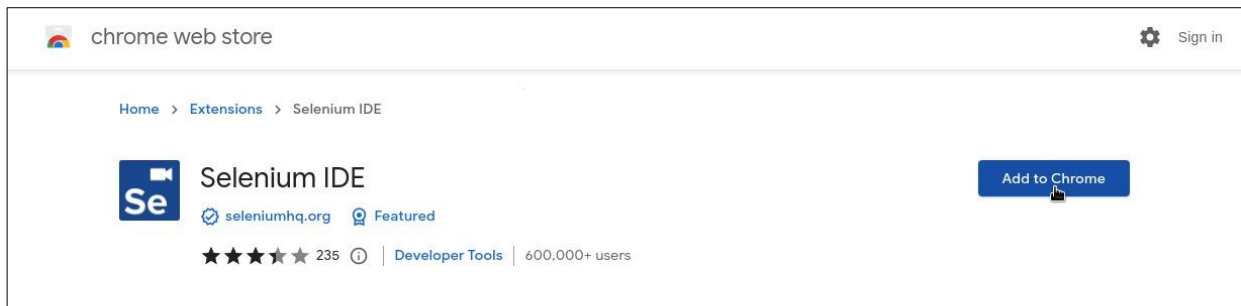 chrome web store
Sign in
Home > Extensions > Selenium IDE
Se
Selenium IDE
Add to Chrome
seleniumhq.org Featured
235 | Developer Tools | 600,000+ users